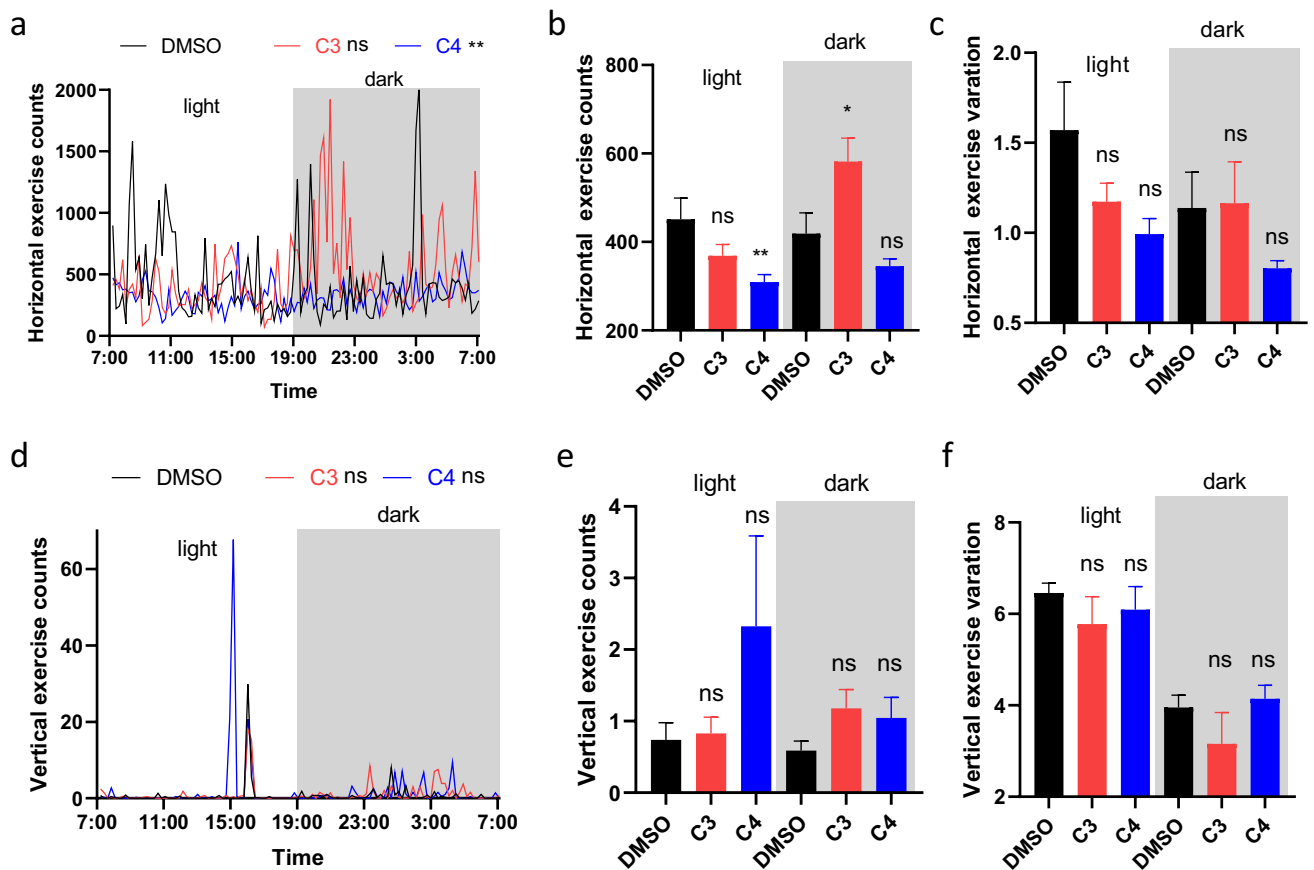 a
DMSO C3 ns C4 **
dark
light
Horizontal exercise counts
2000
1500
1000
500
0
7:00 11:00 15:00 19:00 23:00 3:00 7:00
Time
b
dark
light
Horizontal exercise counts
800
600
400
200
ns
**
*
ns
DMSO C3 C4 DMSO C3 C4
c
dark
light
Horizontal exercise varation
2.0
1.5
1.0
0.5
ns
ns
ns
ns
DMSO C3 C4 DMSO C3 C4
d
DMSO C3 ns C4 ns
dark
light
Vertical exercise counts
60
40
20
0
7:00 11:00 15:00 19:00 23:00 3:00 7:00
Time
e
light
dark
Vertical exercise counts
4
3
2
1
0
ns
ns
ns
ns
DMSO C3 C4 DMSO C3 C4
f
dark
light
Vertical exercise varation
8
6
4
2
ns
ns
ns
ns
DMSO C3 C4 DMSO C3 C4